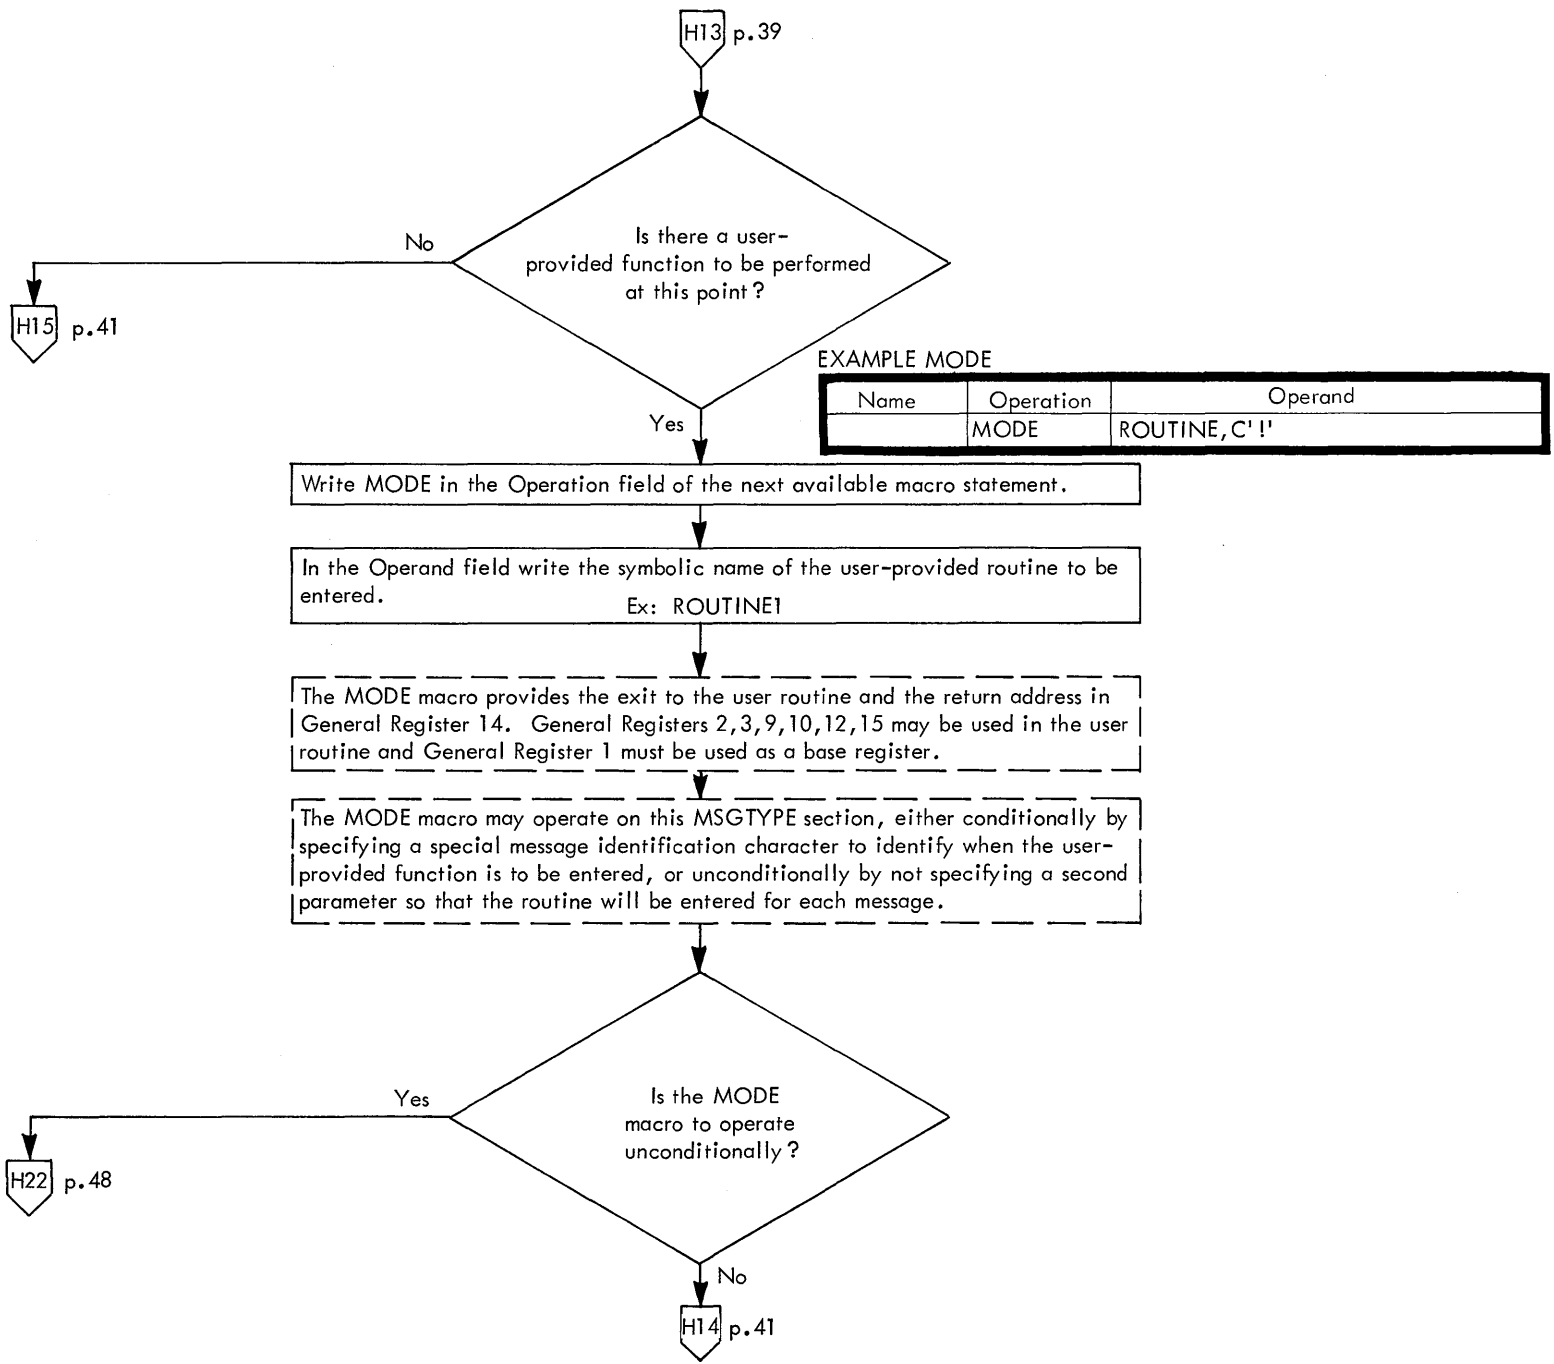 H13 p.39
Is there a user-
provided function to be performed
at this point?
No
H15 p.41
Yes
EXAMPLE MODE
Name Operation Operand
MODE ROUTINE,C'!'
Write MODE in the Operation field of the next available macro statement.
In the Operand field write the symbolic name of the user-provided routine to be
entered.
Ex: ROUTINE1
The MODE macro provides the exit to the user routine and the return address in
General Register 14. General Registers 2,3,9,10,12,15 may be used in the user
routine and General Register 1 must be used as a base register.
The MODE macro may operate on this MSGTYPE section, either conditionally by
specifying a special message identification character to identify when the user-
provided function is to be entered, or unconditionally by not specifying a second
parameter so that the routine will be entered for each message.
Is the MODE
macro to operate
unconditionally?
Yes
H22 p.48
No
H14 p.41